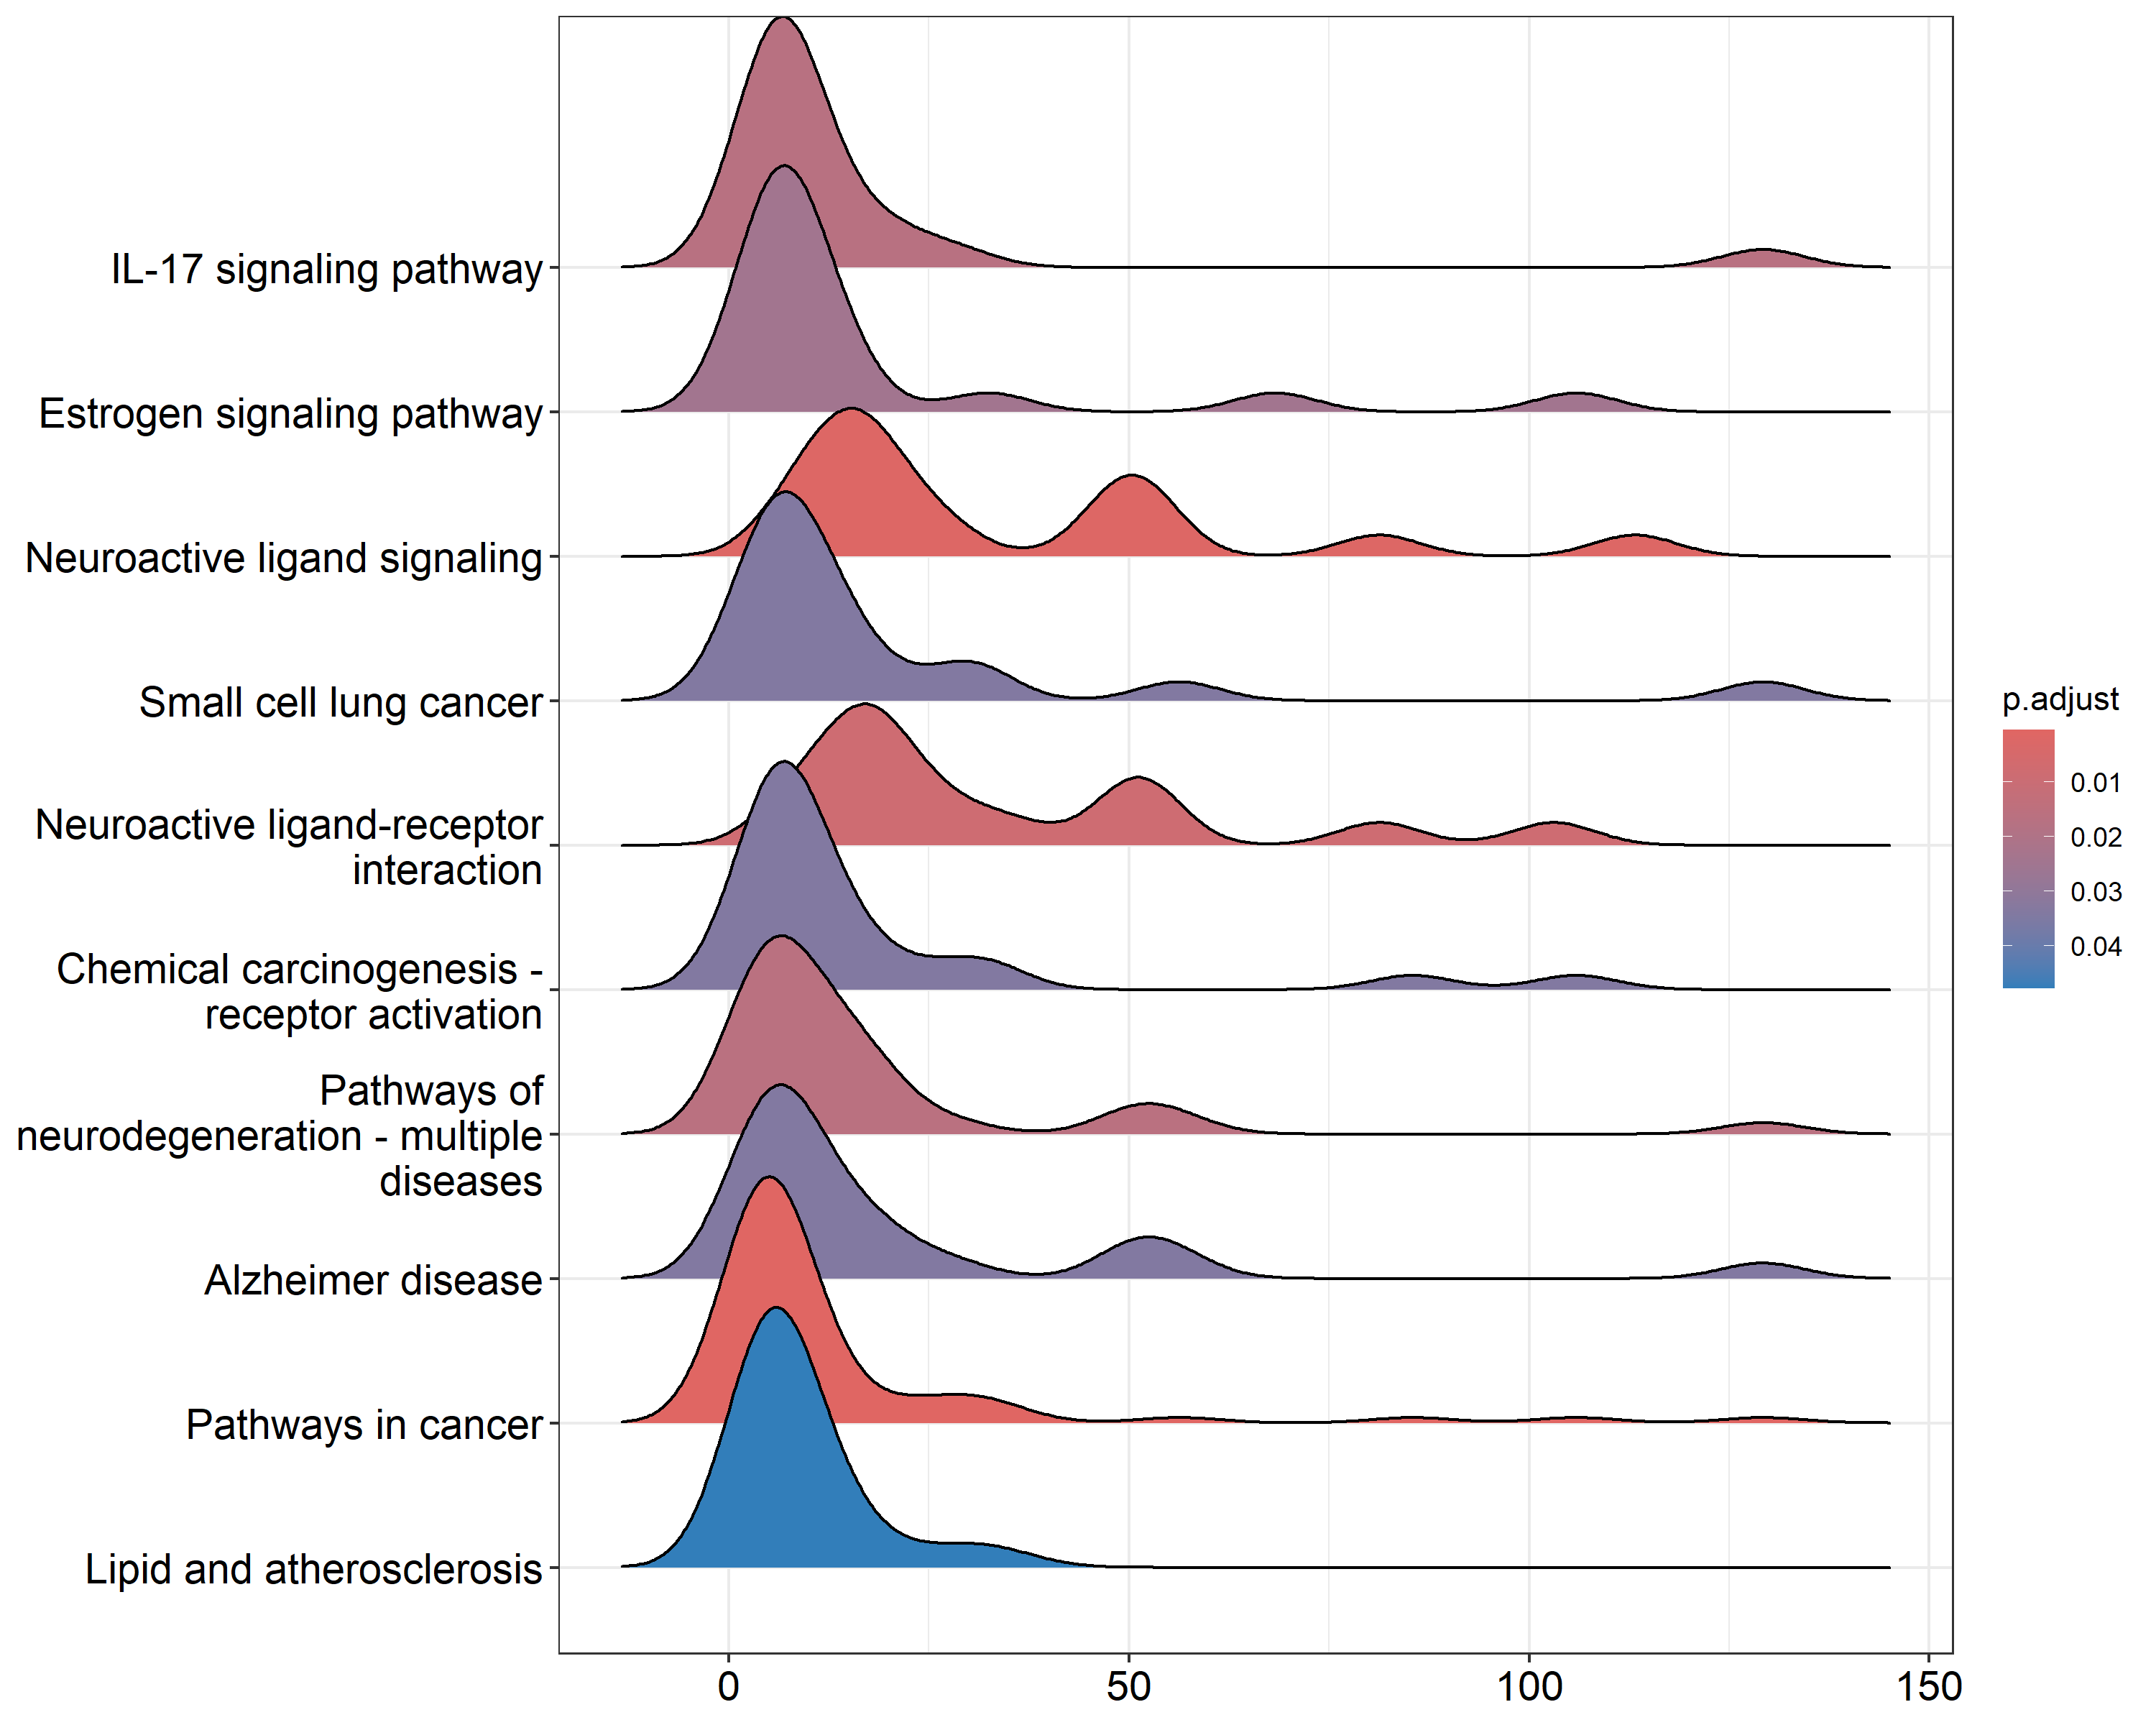 IL-17 signaling pathway
Estrogen signaling pathway
Neuroactive ligand signaling
Small cell lung cancer
Neuroactive ligand-receptor
interaction
Chemical carcinogenesis -
receptor activation
Pathways of
neurodegeneration - multiple
diseases
Alzheimer disease
Pathways in cancer
Lipid and atherosclerosis
0 50 100 150
p.adjust
0.01
0.02
0.03
0.04